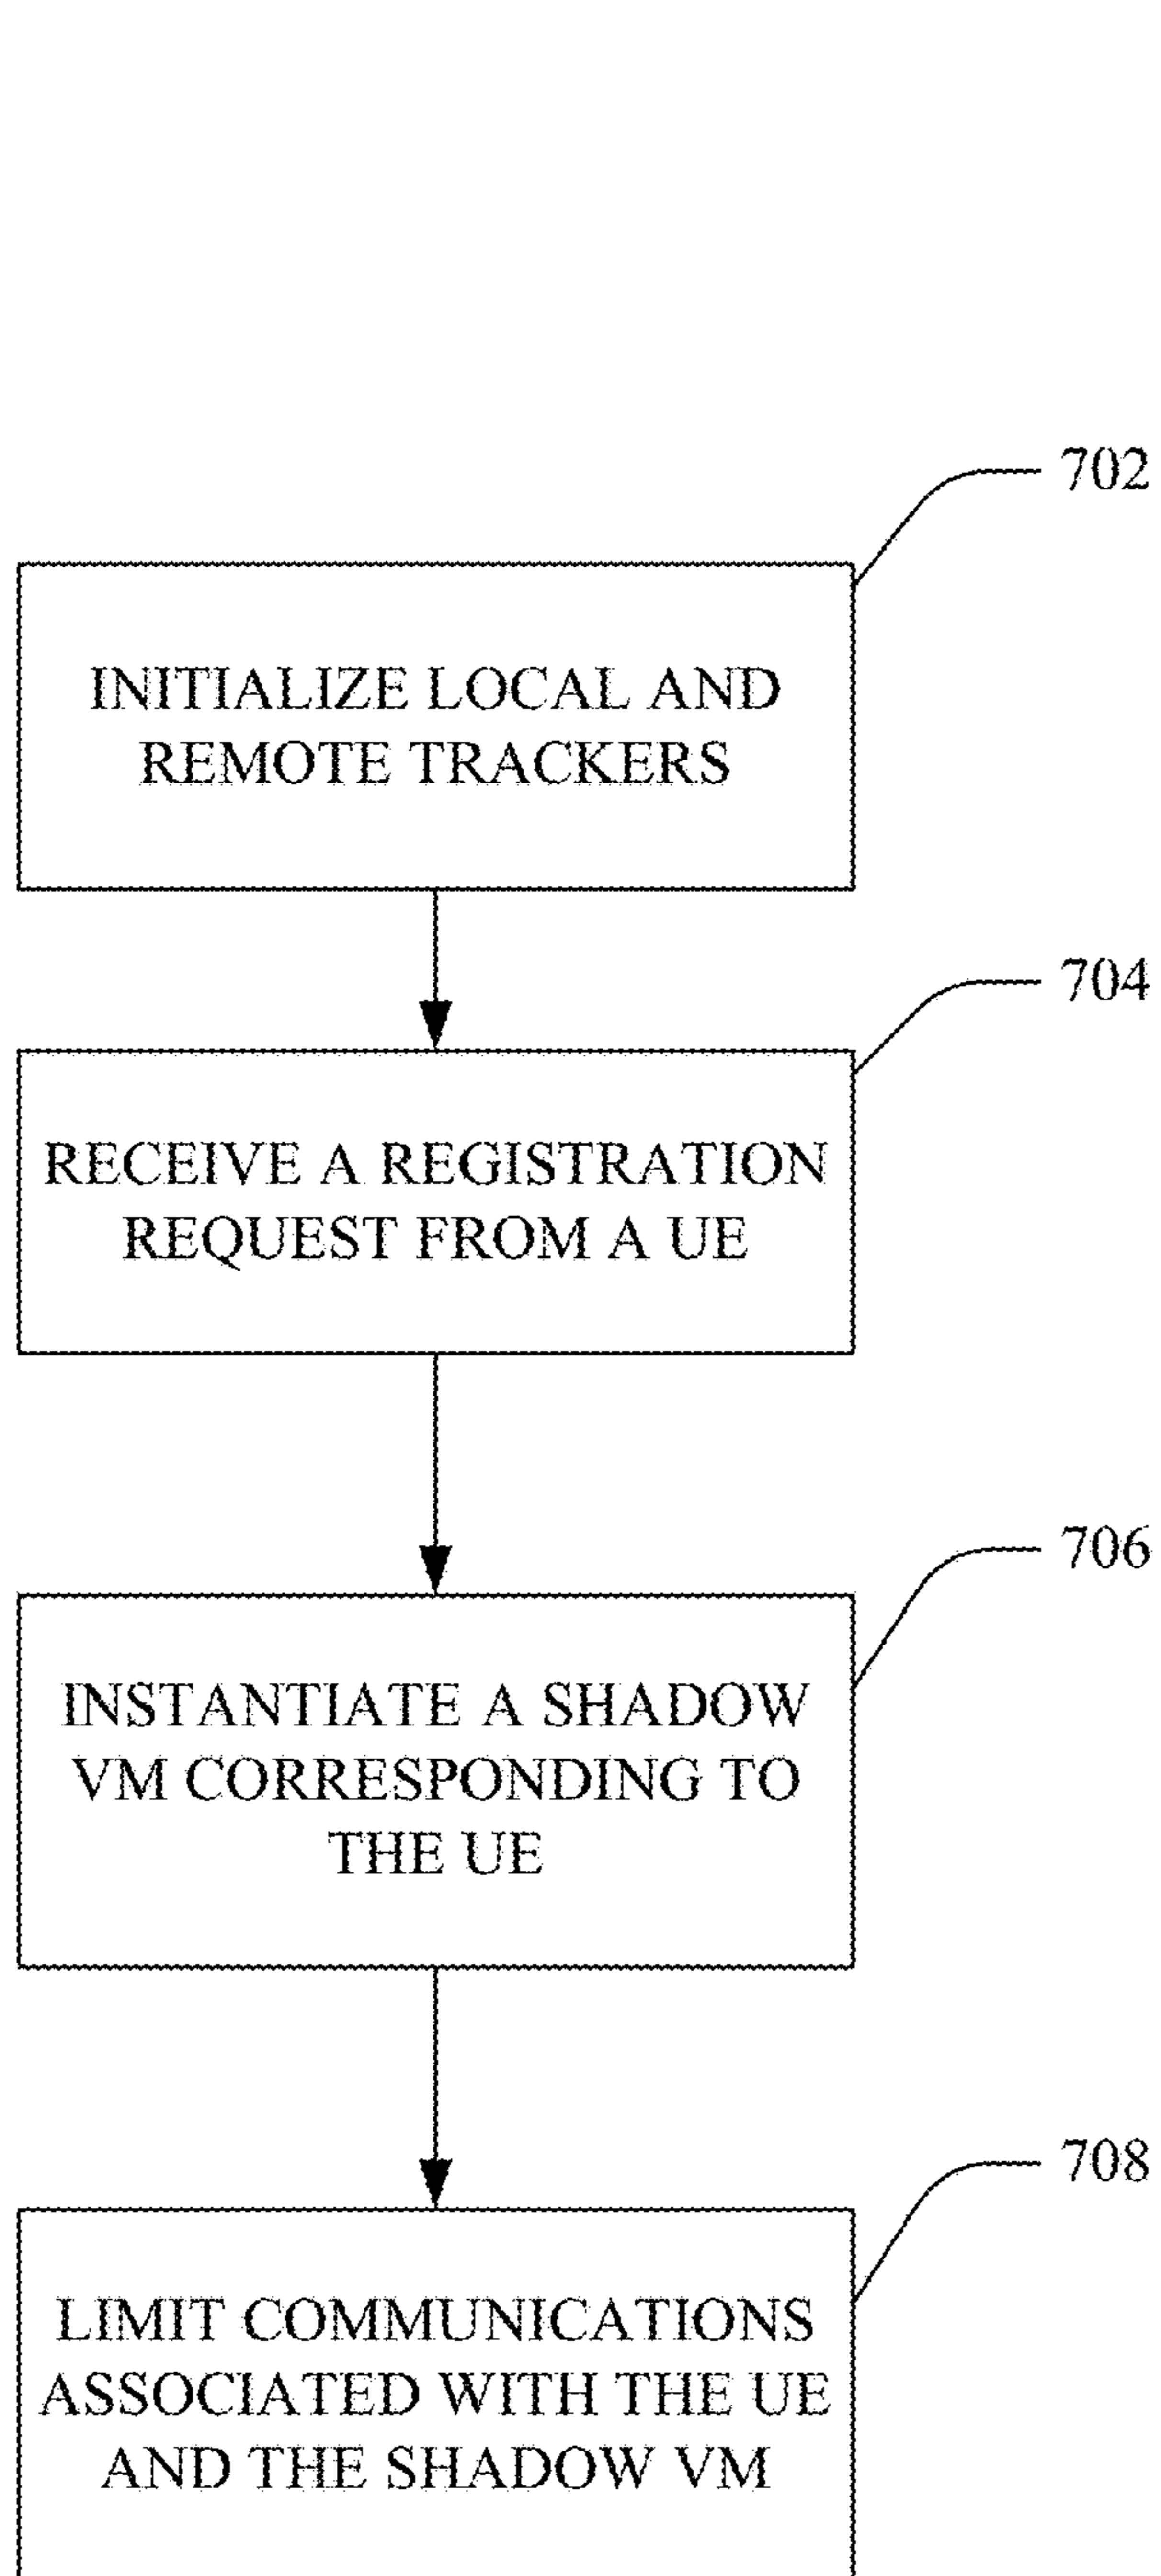 702
INITIALIZE LOCAL AND
REMOTE TRACKERS
704
RECEIVE A REGISTRATION
REQUEST FROM A UE
706
INSTANTIATE A SHADOW
VM CORRESPONDING TO
THE UE
708
LIMIT COMMUNICATIONS
ASSOCIATED WITH THE UE
AND THE SHADOW VM